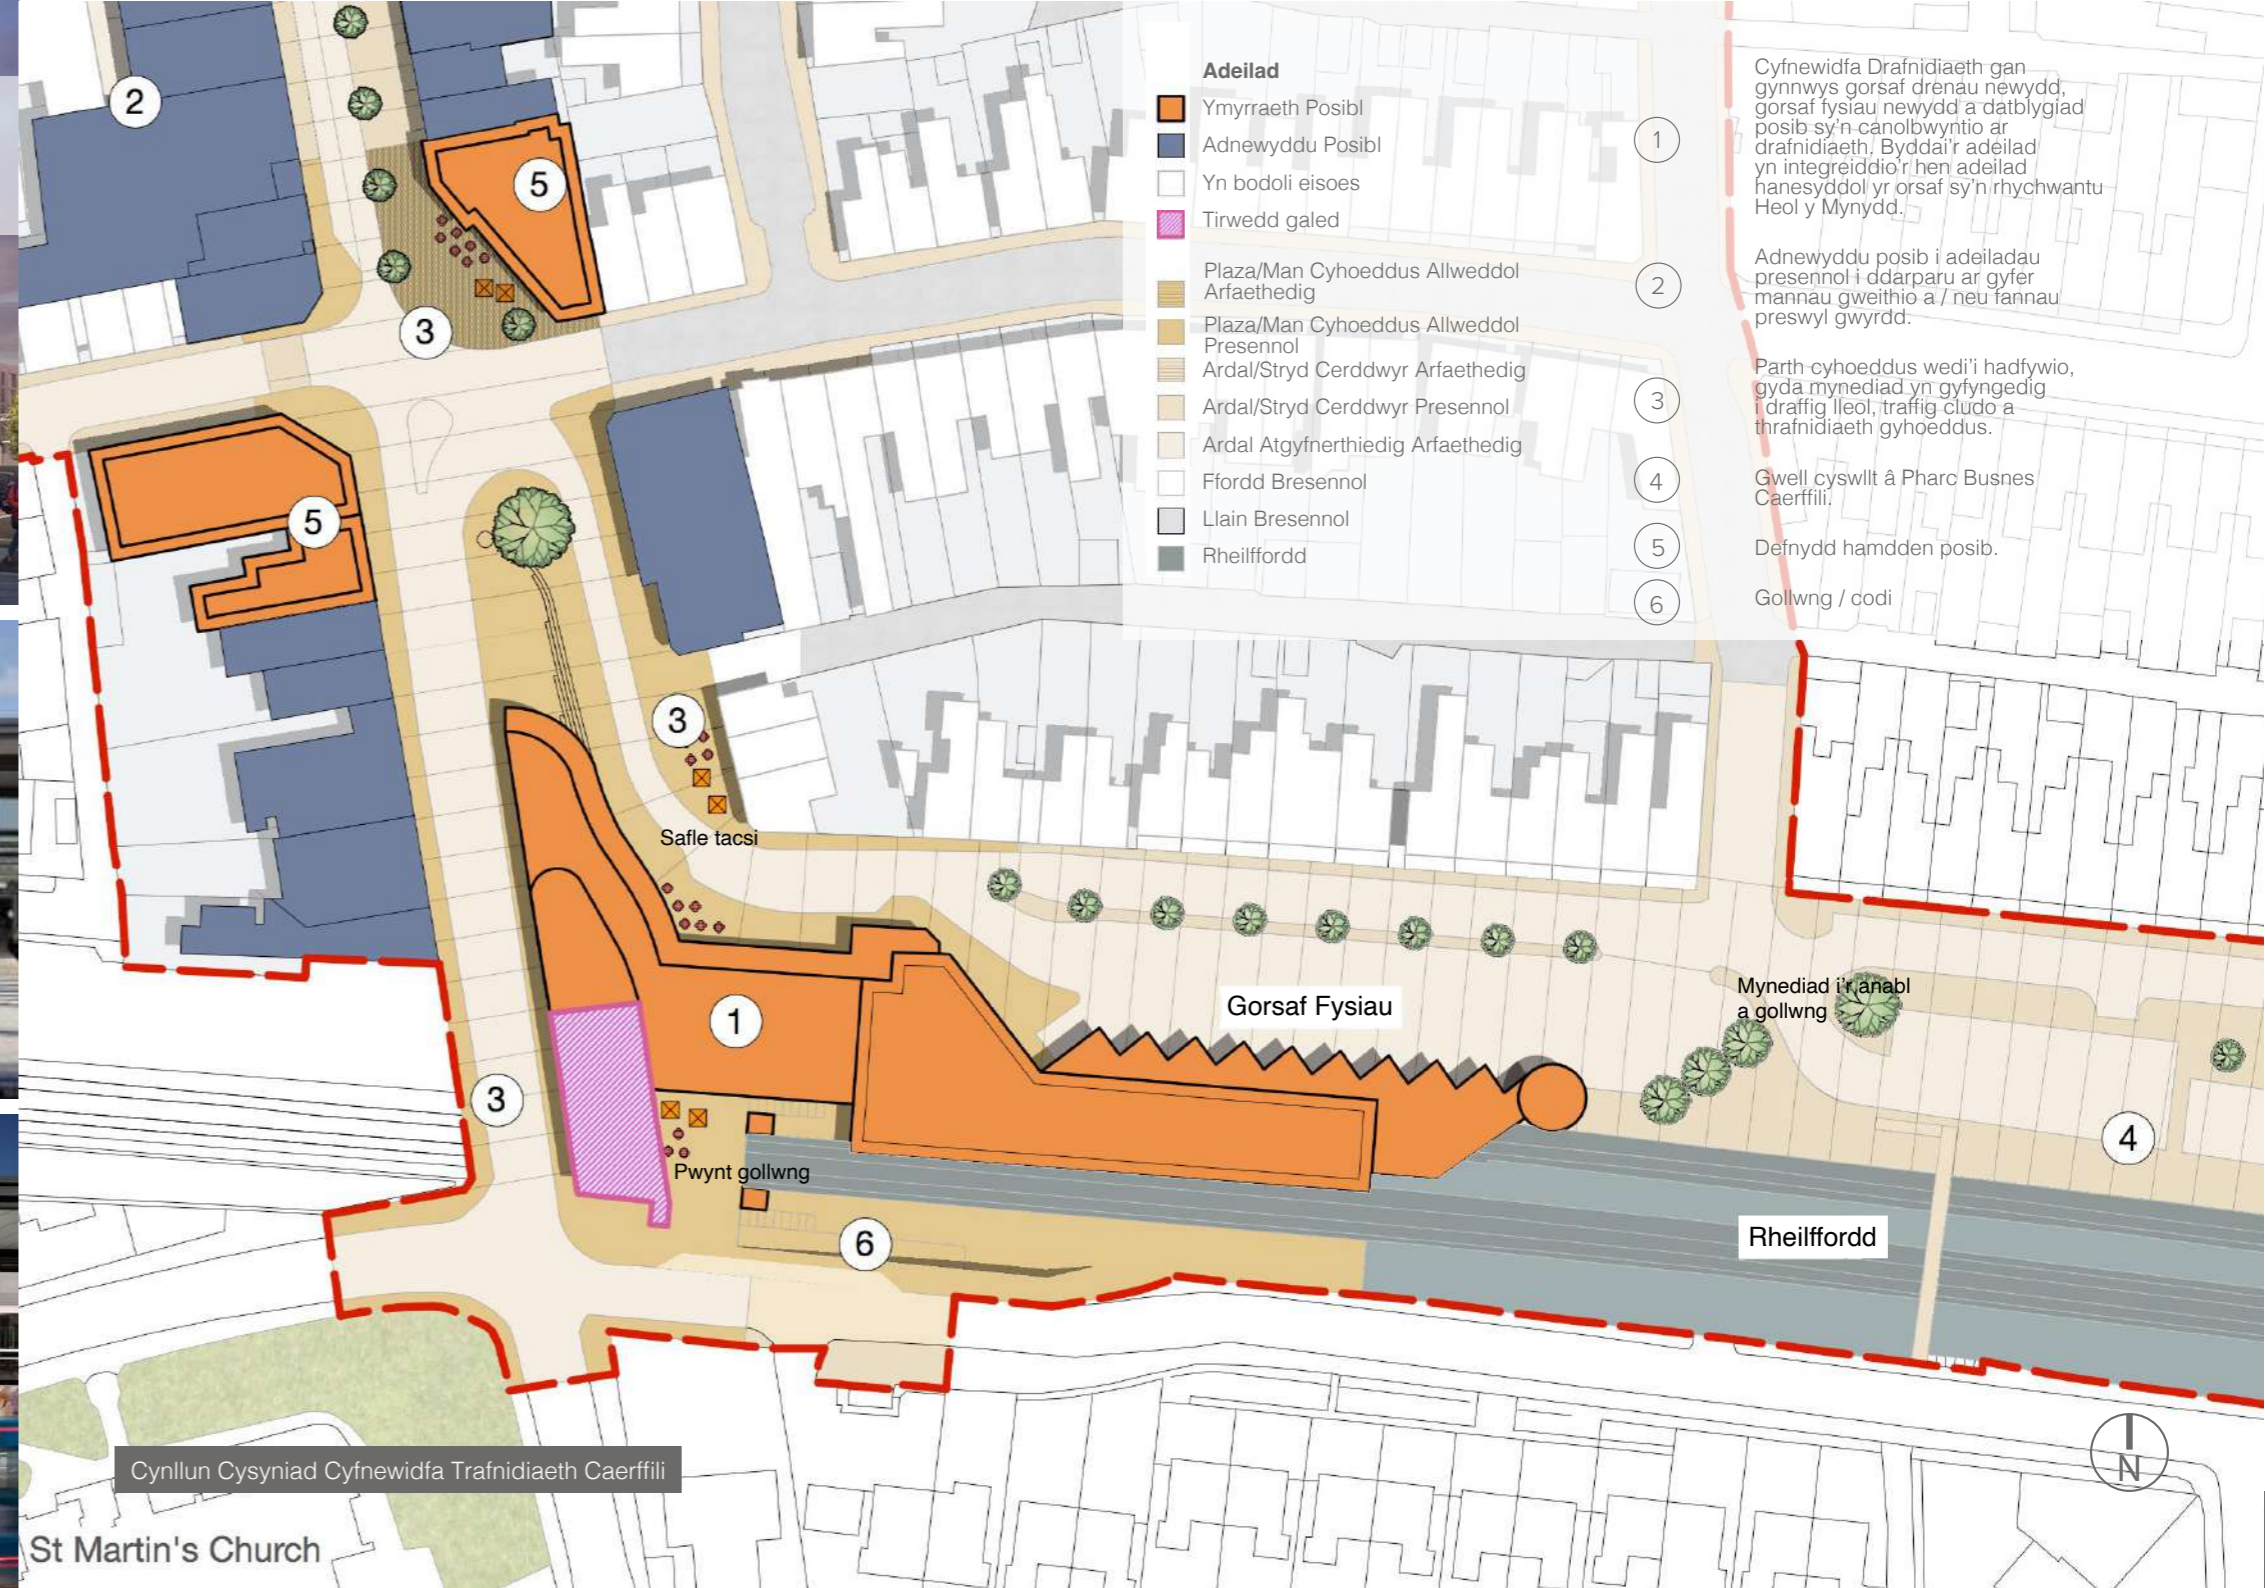 Adeilad
Ymyrraeth Posibl
Adnewyddu Posibl
Yn bodoli eisoes
Tirwedd galed
Plaza/Man Cyhoeddus Allweddol
Arfaethedig
Plaza/Man Cyhoeddus Allweddol
Presennol
Ardal/Stryd Cerddwyr Arfaethedig
Ardal/Stryd Cerddwyr Presennol
Ardal Atgyfnerthiedig Arfaethedig
Ffordd Bresennol
Llain Bresennol
Rheilffordd
1
Cyfnewidfa Drafnidiaeth gan
gynnwys gorsaf drenau newydd,
gorsaf fysiau newydd a datblygiad
posib sy'n canolbwyntio ar
drafnidiaeth. Byddai'r adeilad
yn integreiddio'r hen adeilad
hanesyddol yr orsaf sy'n rhychwantu
Heol y Mynydd.
2
Adnewyddu posib i adeiladau
presennol i ddarparu ar gyfer
mannau gweithio a / neu fannau
preswyl gwyrdd.
3
Parth cyhoeddus wedi'i hadfywio,
gyda mynediad yn gyfyngedig
i draffig lleol, traffig cludo a
thrafnidiaeth gyhoeddus.
4
Gwell cyswllt â Pharc Busnes
Caerffili.
5
Defnydd hamdden posib.
6
Gollwng / codi
2
5
3
5
3
Safle tacsi
Mynediad i'r anabl
a gollwng
Gorsaf Fysiau
1
3
4
Pwynt gollwng
6
Rheilffordd
N
Cynllun Cysyniad Cyfnewidfa Trafnidiaeth Caerffili
St Martin's Church